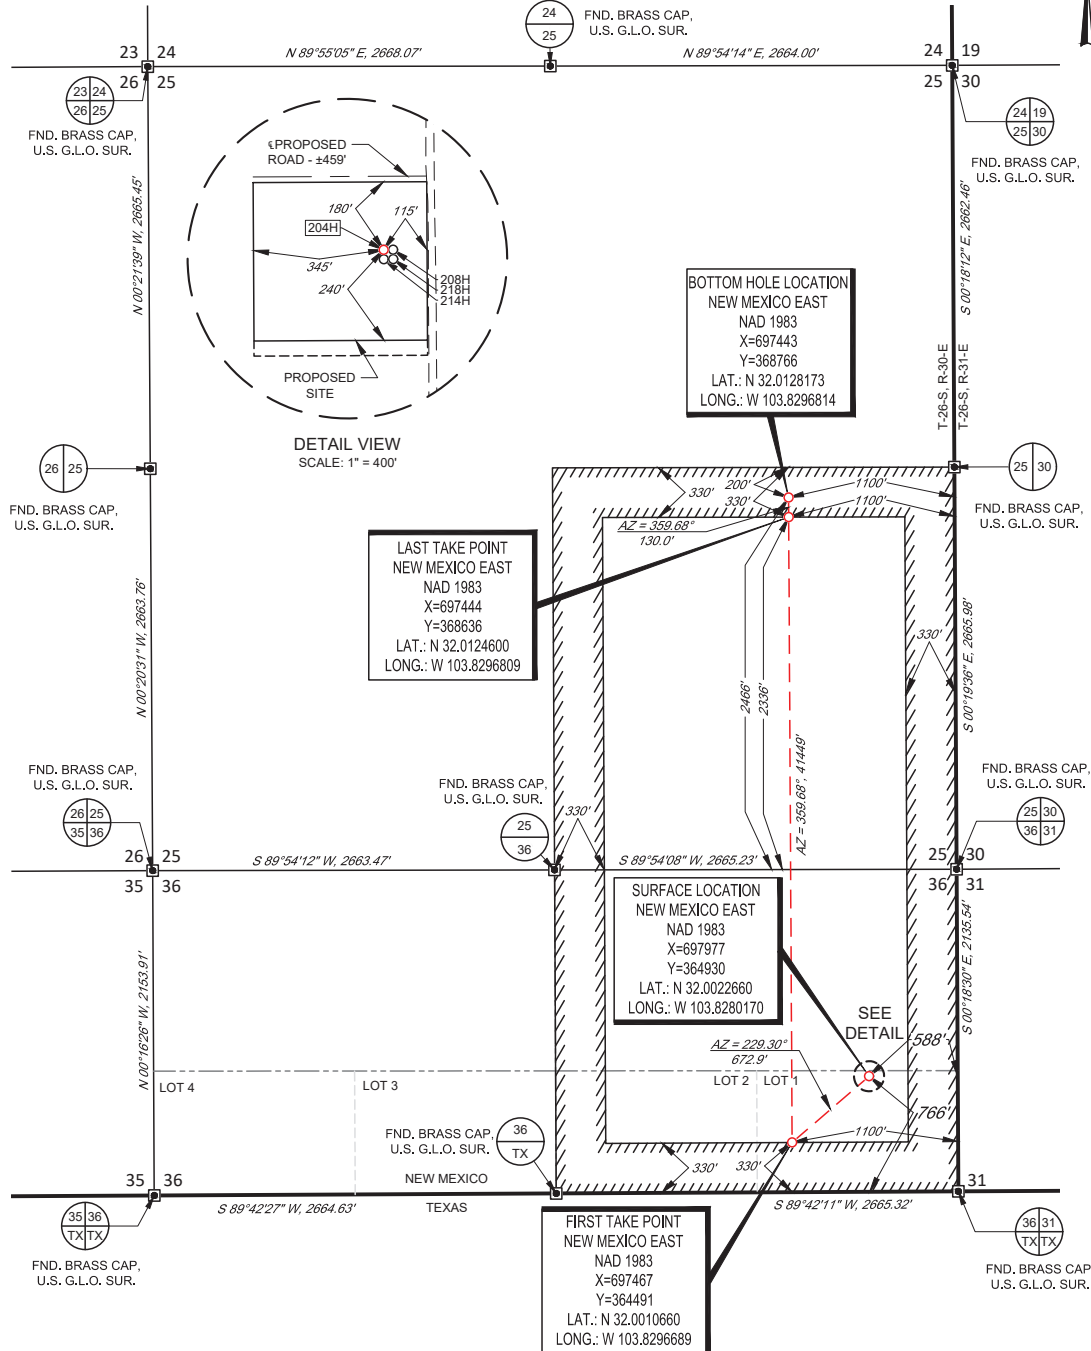 24
25
FND. BRASS CAP,
U.S. G.L.O. SUR.
23 24
26 25
N 89°55'05" E, 2668.07'
N 89°54'14" E, 2664.00'
24 19
25 30
23 24
26 25
FND. BRASS CAP,
U.S. G.L.O. SUR.
24 19
25 30
FND. BRASS CAP,
U.S. G.L.O. SUR.
N 00°21'39" W, 2665.45'
S 00°18'12" E, 2662.46'
PROPOSED
ROAD - ±459'
180'
115'
204H
345'
240'
208H
218H
214H
PROPOSED
SITE
DETAIL VIEW
SCALE: 1" = 400'
BOTTOM HOLE LOCATION
NEW MEXICO EAST
NAD 1983
X=697443
Y=368766
LAT.: N 32.0128173
LONG.: W 103.8296814
T-26-S, R-30-E
T-26-S, R-31-E
26 25
FND. BRASS CAP,
U.S. G.L.O. SUR.
25 30
FND. BRASS CAP,
U.S. G.L.O. SUR.
330'
200'
330'
1100'
1100'
AZ = 359.68°
130.0'
LAST TAKE POINT
NEW MEXICO EAST
NAD 1983
X=697444
Y=368636
LAT.: N 32.0124600
LONG.: W 103.8296809
N 00°20'31" W, 2663.76'
2466'
2336'
AZ = 359.68°, 4144.9'
330'
S 00°19'36" E, 2665.98'
FND. BRASS CAP,
U.S. G.L.O. SUR.
26 25
35 36
FND. BRASS CAP,
U.S. G.L.O. SUR.
25
36
330'
FND. BRASS CAP,
U.S. G.L.O. SUR.
25 30
36 31
26 25
35 36
S 89°54'12" W, 2663.47'
S 89°54'08" W, 2665.23'
25 30
36 31
SURFACE LOCATION
NEW MEXICO EAST
NAD 1983
X=697977
Y=364930
LAT.: N 32.0022660
LONG.: W 103.8280170
N 00°16'26" W, 2153.91'
S 00°18'30" E, 2135.54'
SEE
DETAIL
588'
AZ = 229.30°
672.9'
LOT 4
LOT 3
LOT 2
LOT 1
766'
1100'
FND. BRASS CAP,
U.S. G.L.O. SUR.
36
TX
330'
330'
NEW MEXICO
TEXAS
35 36
31
S 89°42'27" W, 2664.63'
S 89°42'11" W, 2665.32'
35 36
TX TX
FND. BRASS CAP,
U.S. G.L.O. SUR.
36 31
TX TX
FND. BRASS CAP,
U.S. G.L.O. SUR.
FIRST TAKE POINT
NEW MEXICO EAST
NAD 1983
X=697467
Y=364491
LAT.: N 32.0010660
LONG.: W 103.8296689